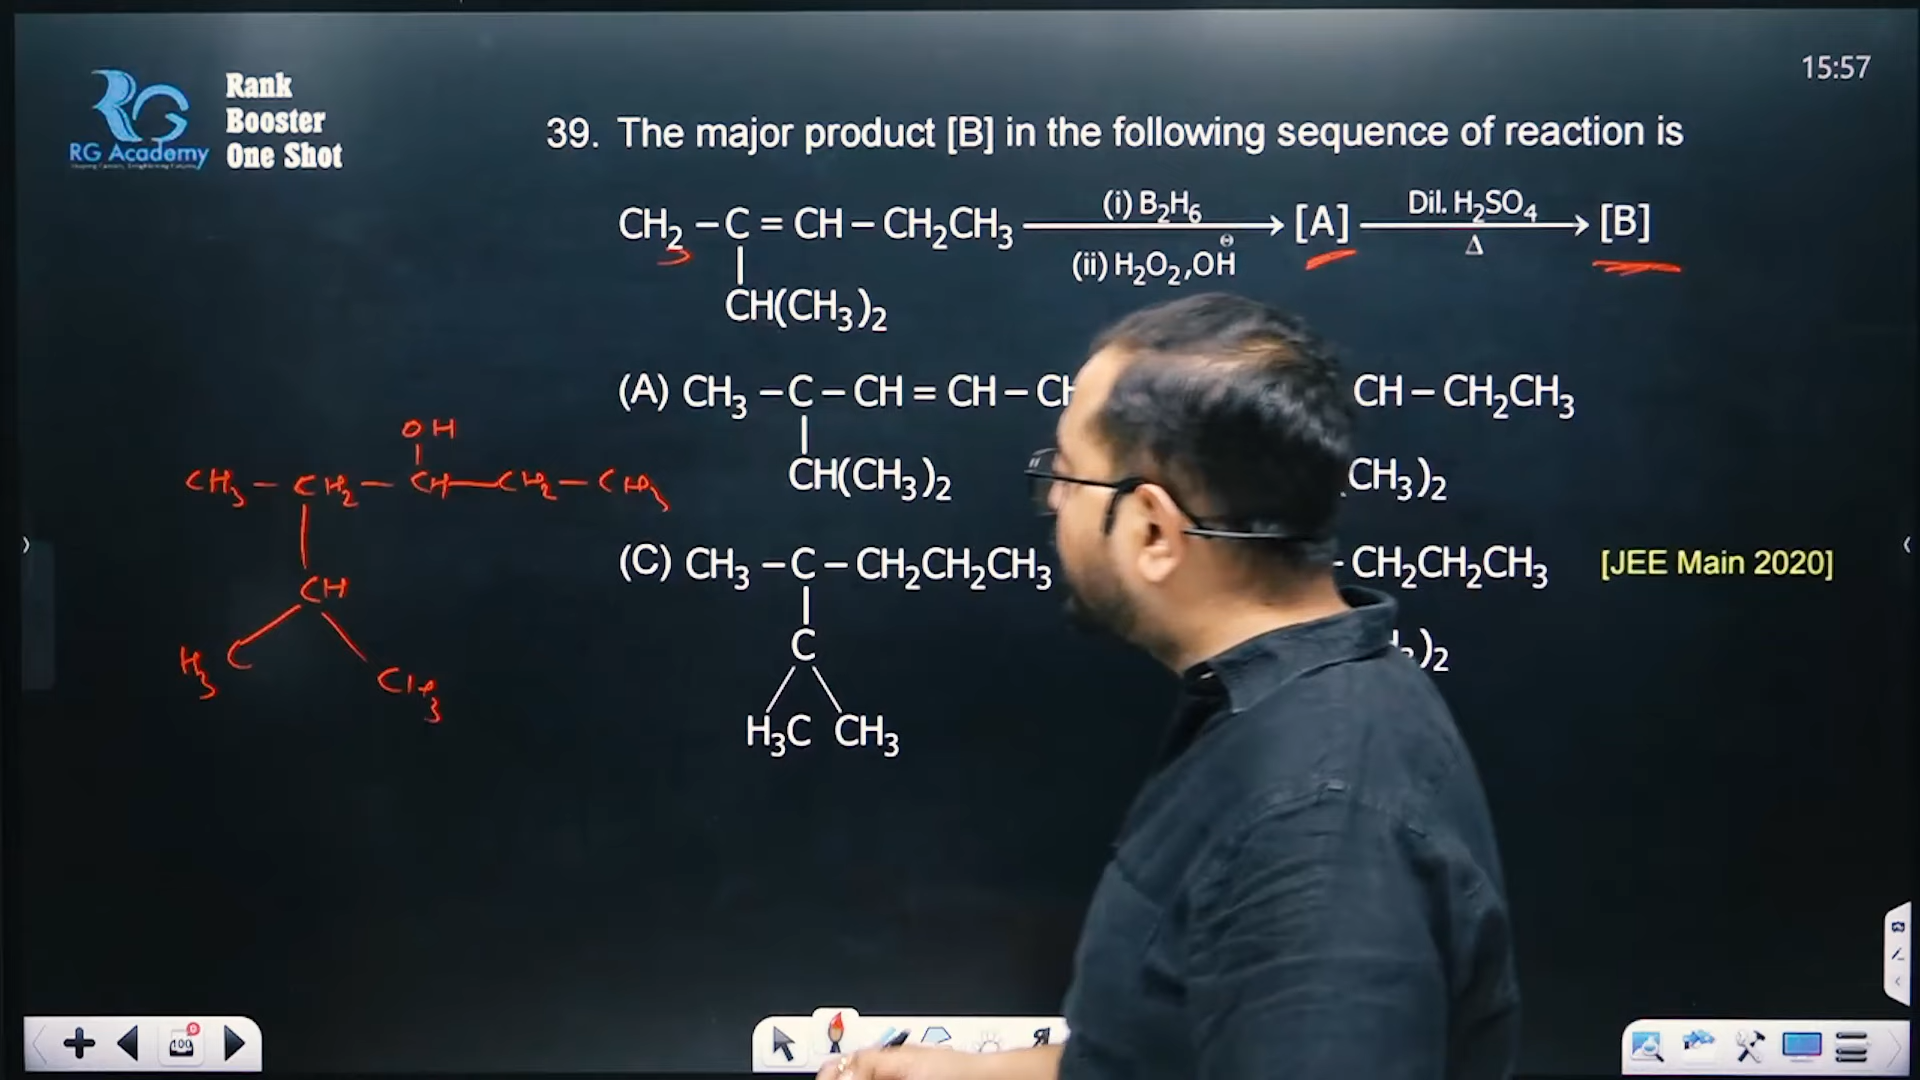 15:57
Rank
Booster
One Shot
RG Academy
39. The major product [B] in the following sequence of reaction is
CH₂ – C = CH – CH₂CH₃ (i) B₂H₆ (ii) H₂O₂,OH⊖ [A] Dil. H₂SO₄ Δ [B]
3
CH(CH₃)₂
(A) CH₃ – C – CH = CH – CH
CH – CH₂CH₃
CH(CH₃)₂
CH₃)₂
OH
CH₃ – CH₂ – CH – CH₂ – CH₃
CH
H₃C CH₃
(C) CH₃ – C – CH₂CH₂CH₃
– CH₂CH₂CH₃
[JEE Main 2020]
C
)₂
H₃C CH₃
100